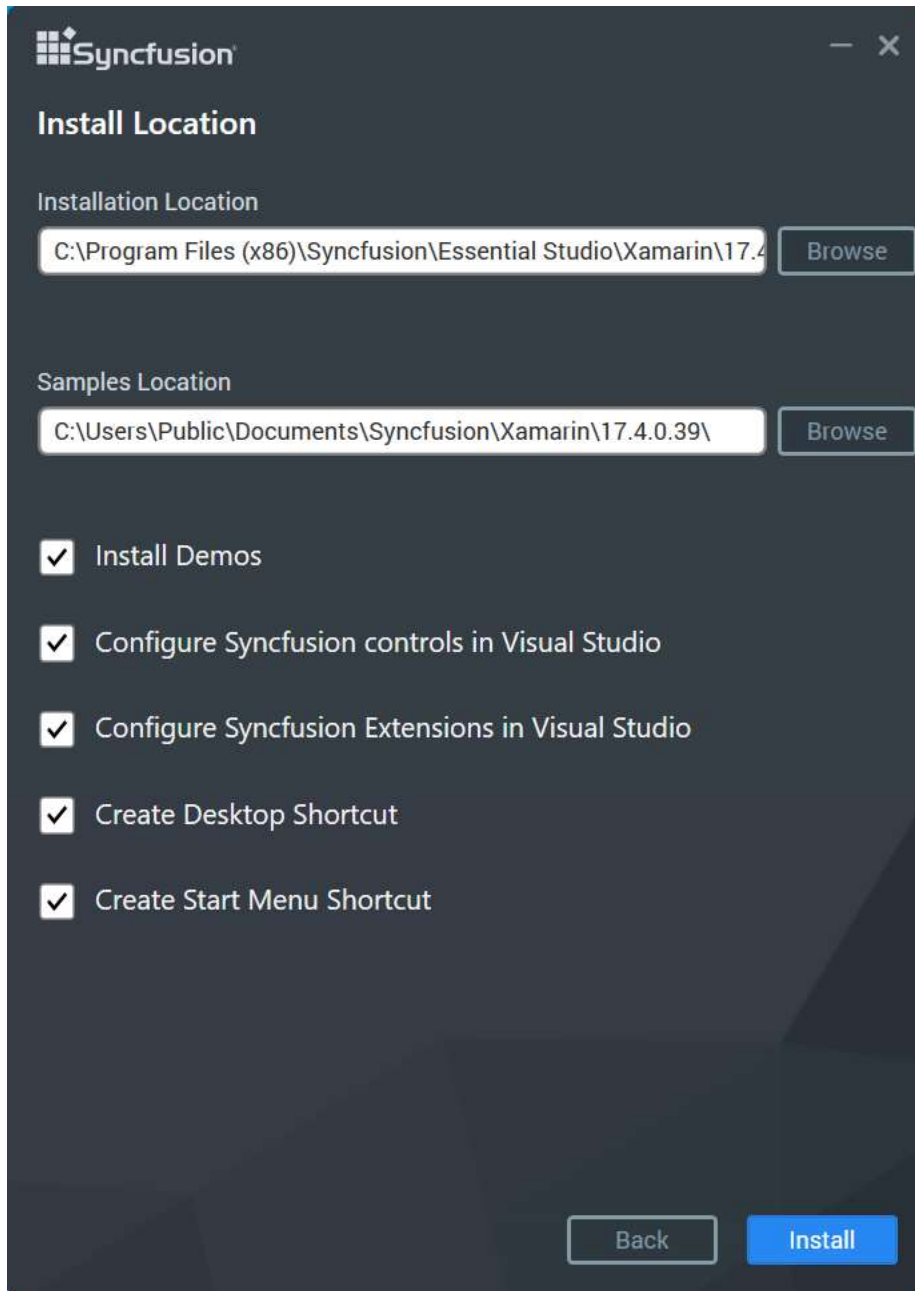 Syncfusion
Install Location
Installation Location
C:\Program Files (x86)\Syncfusion\Essential Studio\Xamarin\17.4 Browse
Samples Location
C:\Users\Public\Documents\Syncfusion\Xamarin\17.4.0.39\ Browse
Install Demos
Configure Syncfusion controls in Visual Studio
Configure Syncfusion Extensions in Visual Studio
Create Desktop Shortcut
Create Start Menu Shortcut
Back Install